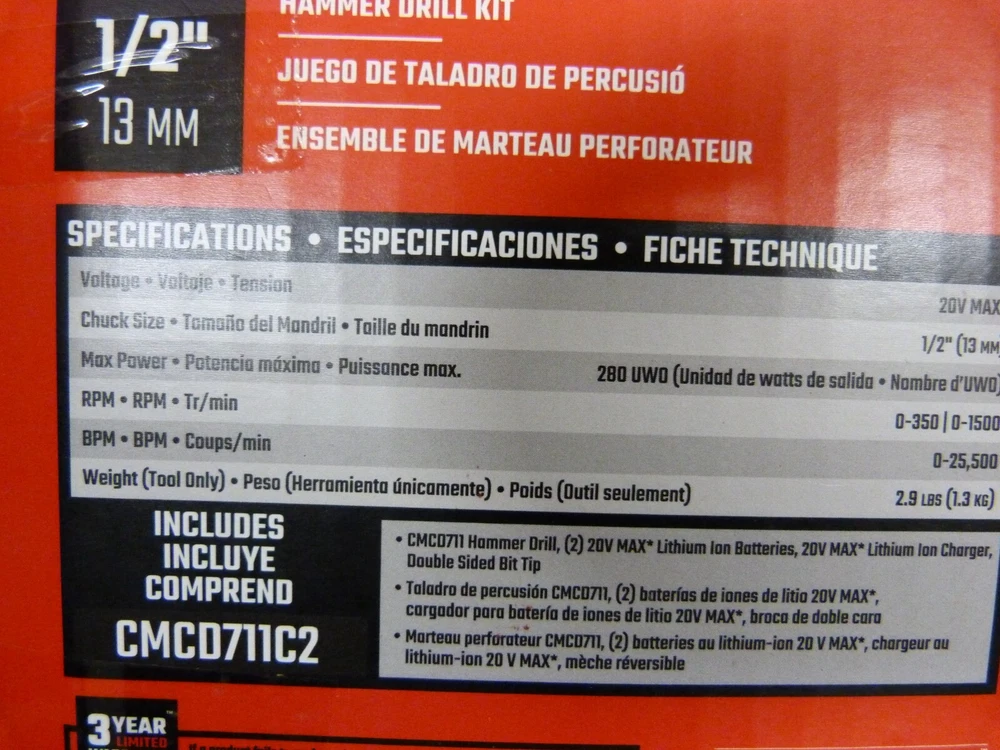 HAMMER DRILL KIT
1/2"
13 MM
JUEGO DE TALADRO DE PERCUSIÓ
ENSEMBLE DE MARTEAU PERFORATEUR
SPECIFICATIONS • ESPECIFICACIONES • FICHE TECHNIQUE
Voltage • Voltaje • Tension 20V MAX
Chuck Size • Tamaño del Mandril • Taille du mandrin 1/2" (13 MM
Max Power • Potencia máxima • Puissance max. 280 UWO (Unidad de watts de salida • Nombre d'UWO)
RPM • RPM • Tr/min 0-350 | 0-1500
BPM • BPM • Coups/min 0-25,500
Weight (Tool Only) • Peso (Herramienta únicamente) • Poids (Outil seulement) 2.9 LBS (1.3 KG)
INCLUDES
INCLUYE
COMPREND
CMCD711C2
• CMCD711 Hammer Drill, (2) 20V MAX* Lithium Ion Batteries, 20V MAX* Lithium Ion Charger,
Double Sided Bit Tip
• Taladro de percusión CMCD711, (2) baterías de iones de litio 20V MAX*,
cargador para batería de iones de litio 20V MAX*, broca de doble cara
• Marteau perforateur CMCD711, (2) batteries au lithium-ion 20 V MAX*, chargeur au
lithium-ion 20 V MAX*, mèche réversible
3 YEAR™
LIMITED